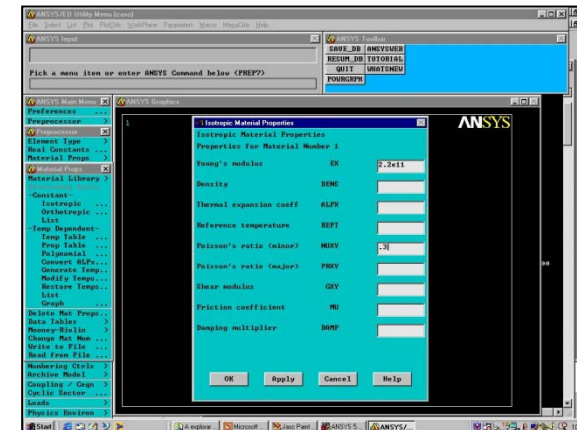 ANSYS/ED Utility Menu (caso)
File Select List Plot PlotCtrls WorkPlane Parameters Macro MenuCtrls Help
ANSYS Input
Pick a menu item or enter ANSYS Command below (PREP7)
ANSYS Toolbar
SAVE_DB ANSYSWEB
RESUM_DB TUTORIAL
QUIT WHATSNEW
POWRGRPH
ANSYS Main Menu
Preferences ...
Preprocessor >
Preprocessor
Element Type >
Real Constants ...
Material Props >
Material Props
Material Library >
-Constant-
Isotropic ...
Orthotropic ...
List
-Temp Dependent-
Temp Table ...
Prop Table ...
Polynomial ...
Convert ALPx...
Generate Temp..
Modify Temps...
Restore Temps..
List
Graph ...
Delete Mat Props..
Data Tables >
Mooney-Rivlin >
Change Mat Num ...
Write to File ...
Read from File ...
Numbering Ctrls >
Archive Model >
Coupling / Ceqn >
Cyclic Sector ...
Loads >
Physics Environ >
ANSYS Graphics
1
ANSYS
Isotropic Material Properties
Isotropic Material Properties
Properties for Material Number 1
Young's modulus EX 2.2e11
Density DENS
Thermal expansion coeff ALPX
Reference temperature REFT
Poisson's ratio (minor) NUXY .3
Poisson's ratio (major) PRXY
Shear modulus GXY
Friction coefficient MU
Damping multiplier DAMP
OK Apply Cancel Help
Start A explorar Microsoft... Jasc Paint... ANSYS 5... ANSYS/...